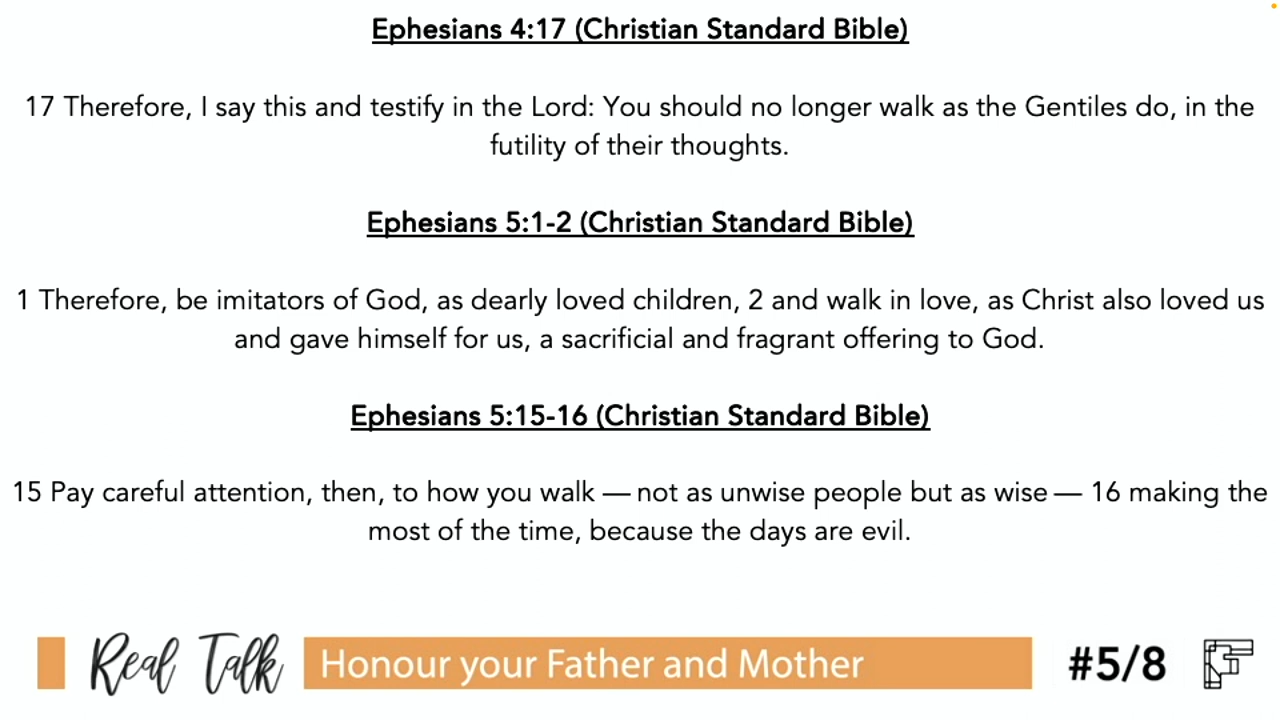 Ephesians 4:17 (Christian Standard Bible)
17 Therefore, I say this and testify in the Lord: You should no longer walk as the Gentiles do, in the
futility of their thoughts.
Ephesians 5:1-2 (Christian Standard Bible)
1 Therefore, be imitators of God, as dearly loved children, 2 and walk in love, as Christ also loved us
and gave himself for us, a sacrificial and fragrant offering to God.
Ephesians 5:15-16 (Christian Standard Bible)
15 Pay careful attention, then, to how you walk — not as unwise people but as wise — 16 making the
most of the time, because the days are evil.
Real Talk Honour your Father and Mother #5/8